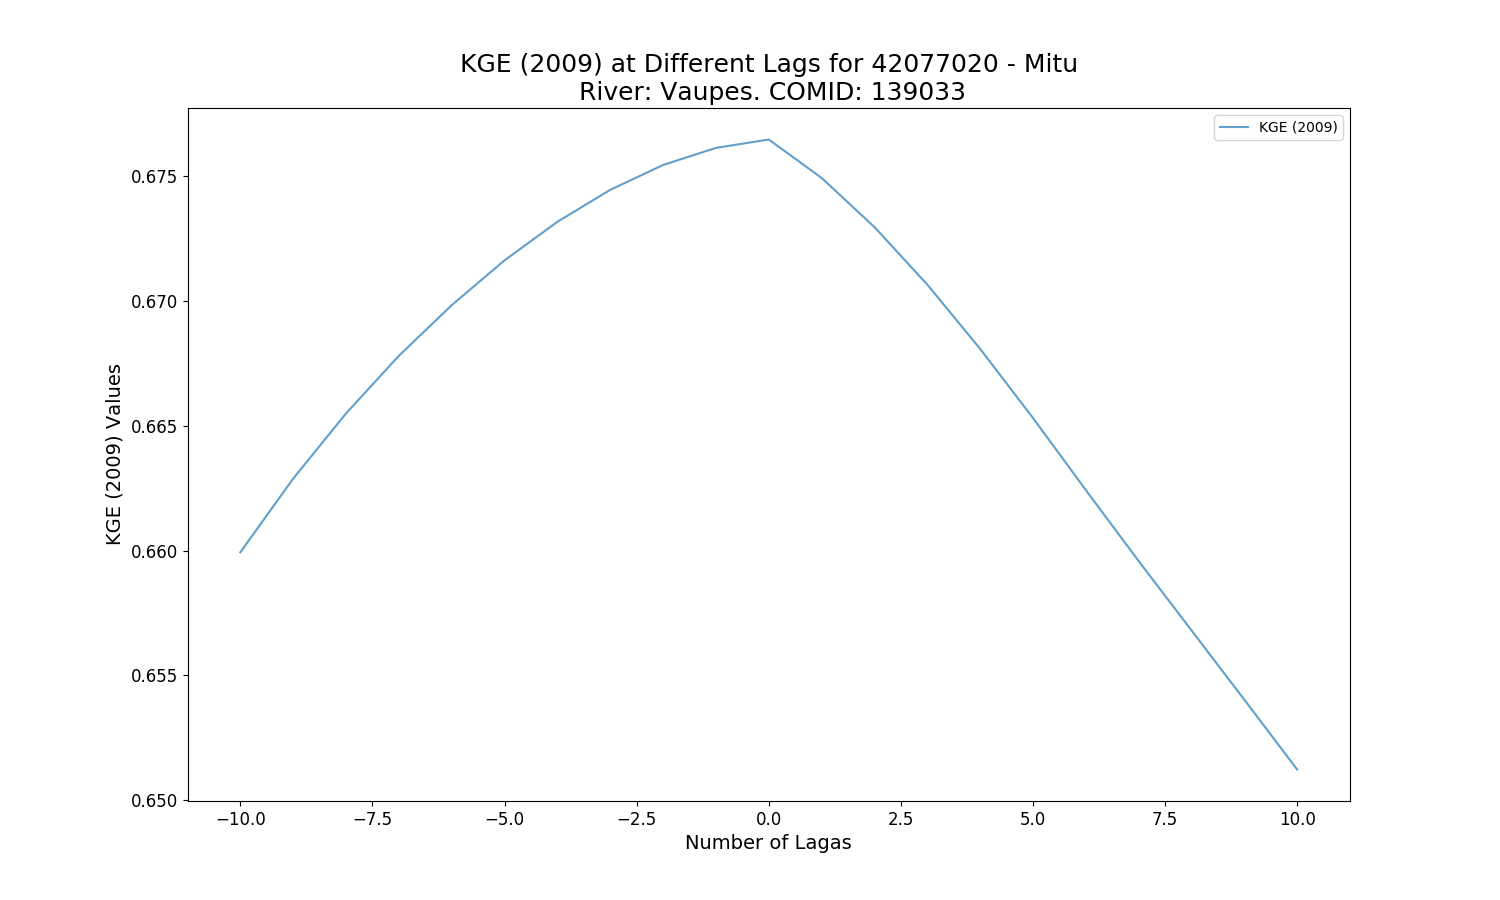 KGE (2009) at Different Lags for 42077020 - Mitu
River: Vaupes. COMID: 139033
KGE (2009)
0.675
0.670
0.665
0.660
0.655
0.650
KGE (2009) Values
−10.0 −7.5 −5.0 −2.5 0.0 2.5 5.0 7.5 10.0
Number of Lagas